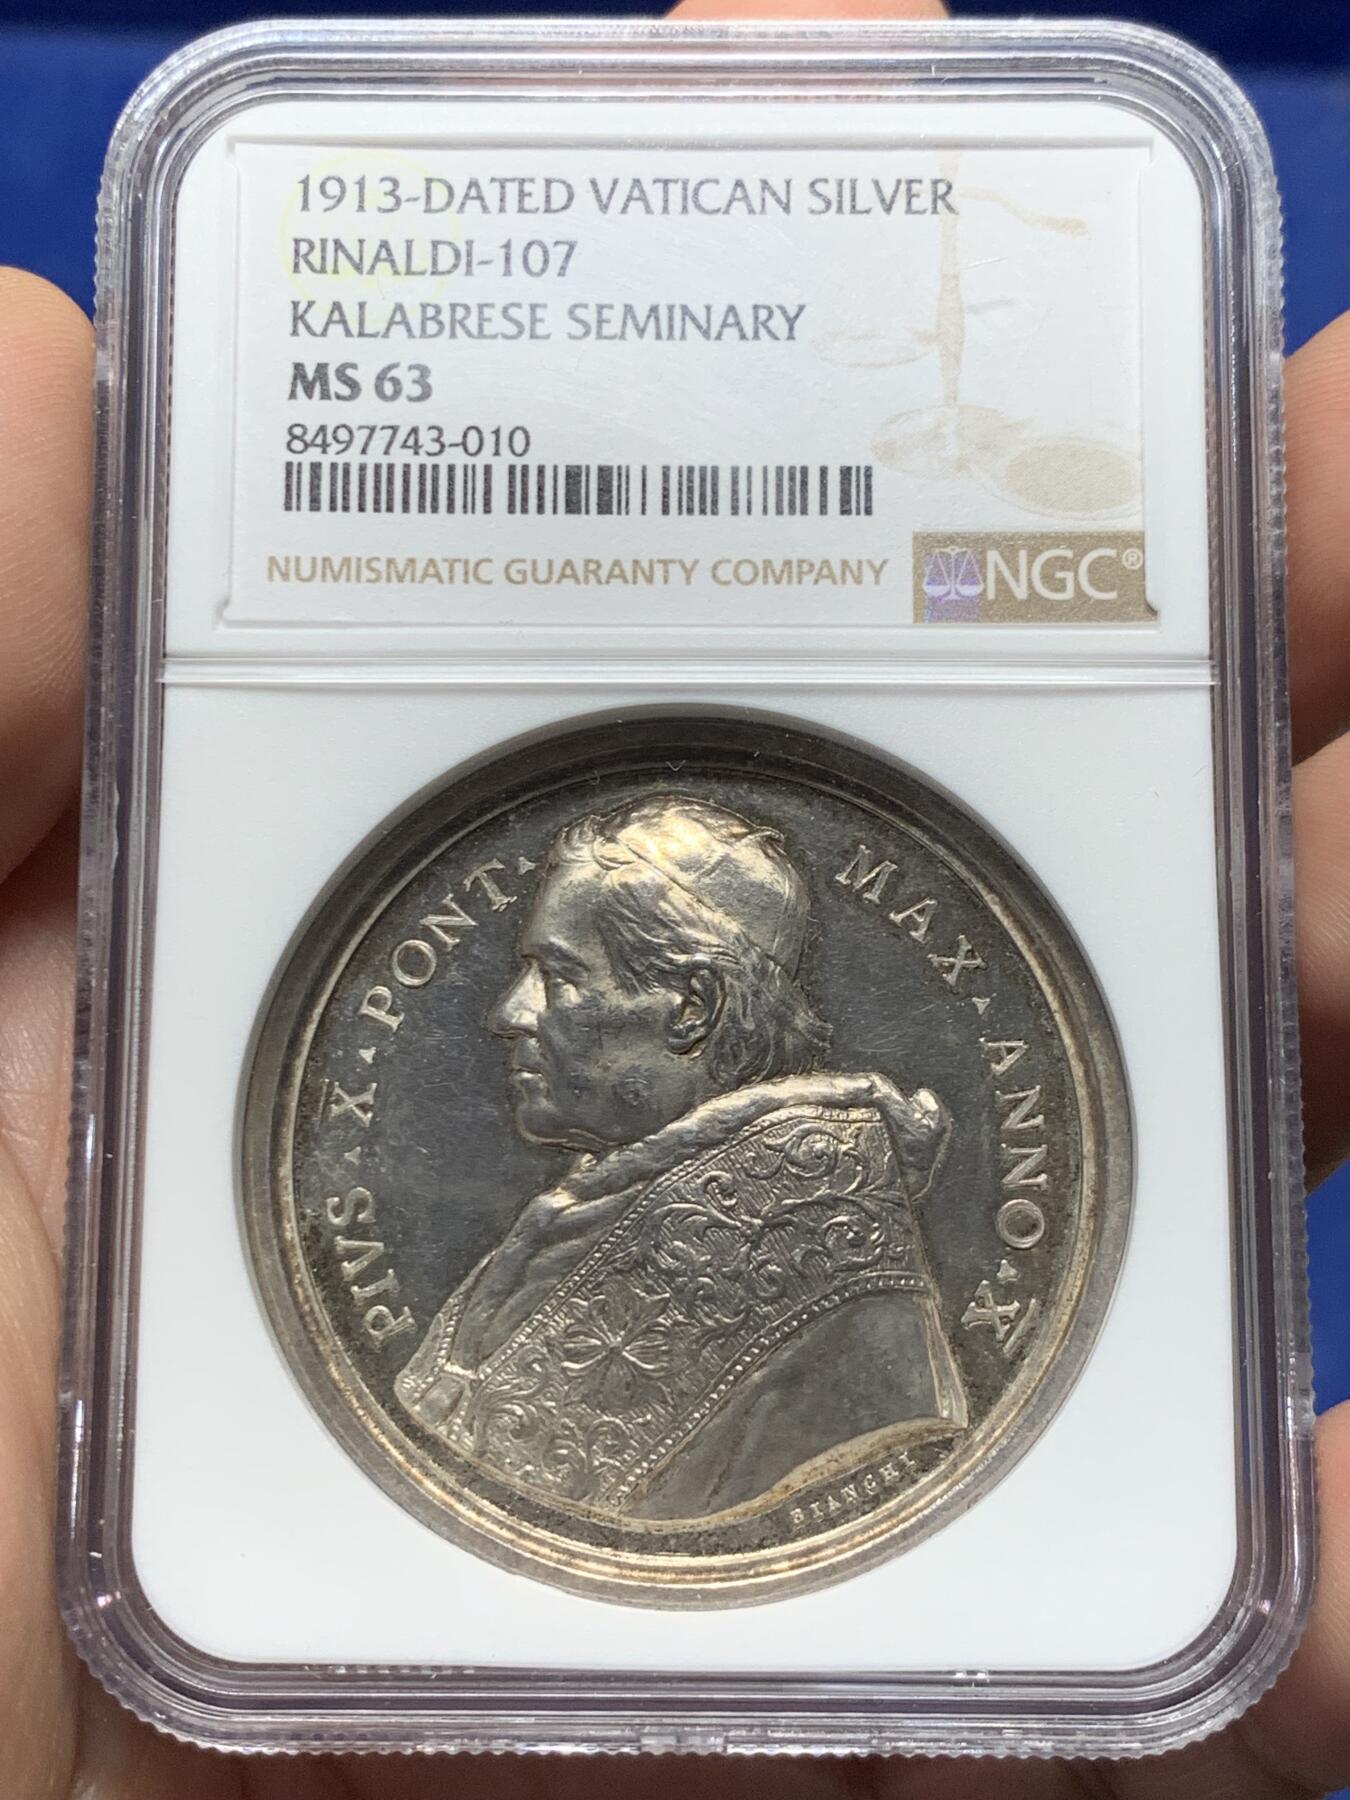 1913-DATED VATICAN SILVER
RINALDI-107
KALABRESE SEMINARY
MS 63
8497743-010
NUMISMATIC GUARANTY COMPANY
NGC®
PIVS · X · PONT · MAX · ANNO · XI
BIANCHI